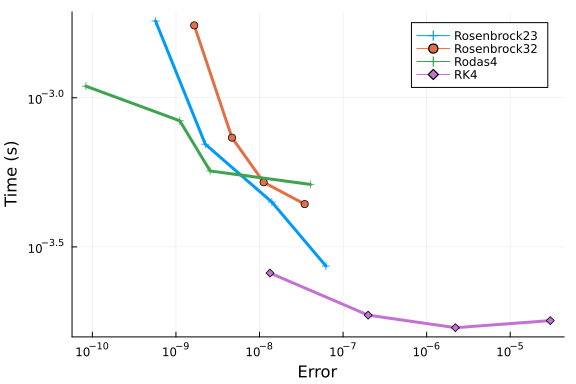 Rosenbrock23
Rosenbrock32
Rodas4
RK4
10⁻³·⁰
10⁻³·⁵
Time (s)
10⁻¹⁰ 10⁻⁹ 10⁻⁸ 10⁻⁷ 10⁻⁶ 10⁻⁵
Error